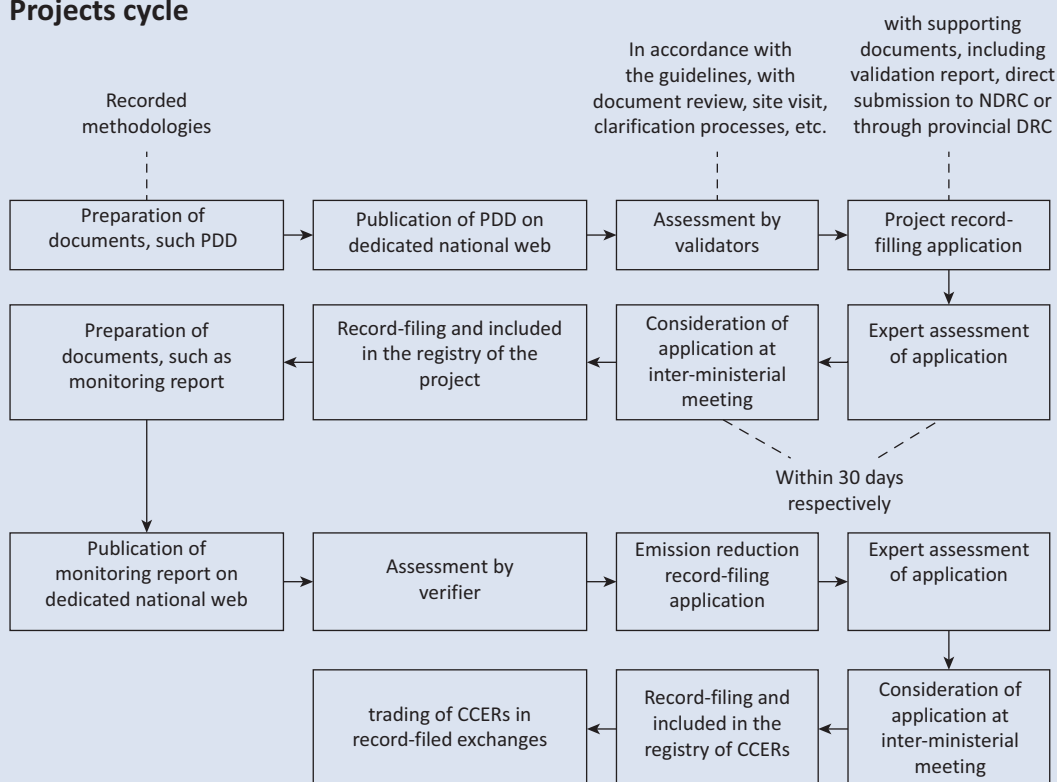 Projects cycle
Recorded
methodologies
In accordance with
the guidelines, with
document review, site visit,
clarification processes, etc.
with supporting
documents, including
validation report, direct
submission to NDRC or
through provincial DRC
Preparation of
documents, such PDD
Publication of PDD on
dedicated national web
Assessment by
validators
Project record-
filling application
Expert assessment
of application
Consideration of
application at
inter-ministerial
meeting
Record-filing and included
in the registry of the
project
Preparation of
documents, such as
monitoring report
Within 30 days
respectively
Publication of
monitoring report on
dedicated national web
Assessment by
verifier
Emission reduction
record-filing
application
Expert assessment
of application
Consideration of
application at
inter-ministerial
meeting
Record-filing and
included in the
registry of CCERs
trading of CCERs in
record-filed exchanges